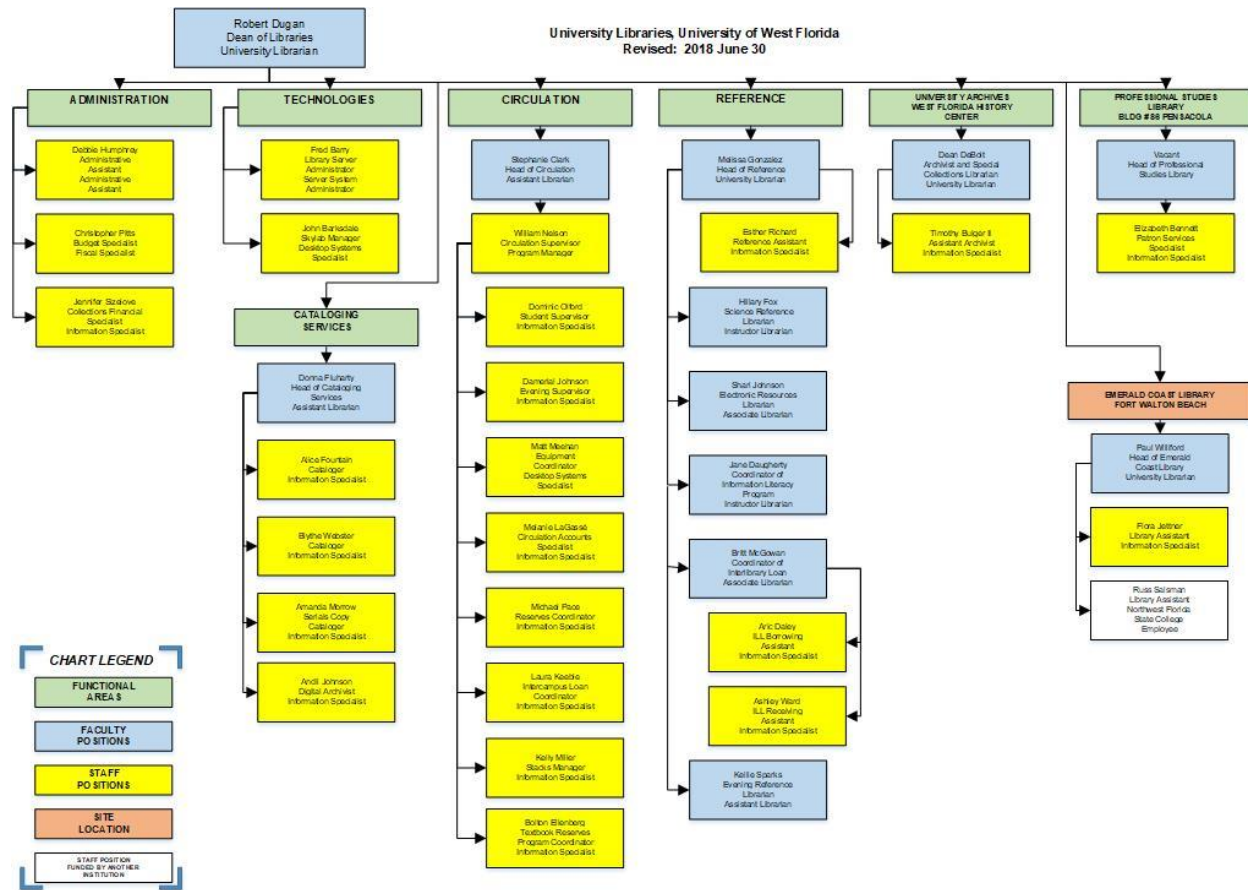 Robert Dugan
Dean of Libraries
University Librarian
University Libraries, University of West Florida
Revised: 2018 June 30
ADMINISTRATION
Debbie Humphrey
Administrative
Assistant
Administrative
Assistant
Christopher Pitts
Budget Specialist
Fiscal Specialist
Jennifer Sizelove
Collections Financial
Specialist
Information Specialist
TECHNOLOGIES
Fred Barry
Library Server
Administrator
Server System
Administrator
John Barksdale
Skylab Manager
Desktop Systems
Specialist
CATALOGING
SERVICES
Donna Fluharty
Head of Cataloging
Services
Assistant Librarian
Alice Fountain
Cataloger
Information Specialist
Blythe Webster
Cataloger
Information Specialist
Amanda Morrow
Serials Copy
Cataloger
Information Specialist
Johnson
Digital Archivist
Information Specialist
CIRCULATION
Stephanie Clark
Head of Circulation
Assistant Librarian
William Nelson
Circulation Supervisor
Program Manager
Dominic
Student Supervisor
Information Specialist
Johnson
Evening Supervisor
Information Specialist
Matt Meehan
Equipment
Coordinator
Desktop Systems
Specialist
Melanie LaGassé
Circulation Accounts
Specialist
Information Specialist
Michael Pace
Reserves Coordinator
Information Specialist
Laura Keeble
Intercampus Loan
Coordinator
Information Specialist
Kelly Miller
Stacks Manager
Information Specialist
Bolton Ellenberg
Textbook Reserves
Program Coordinator
Information Specialist
REFERENCE
Melissa Gonzalez
Head of Reference
University Librarian
Esther Richard
Reference Assistant
Information Specialist
Hilary Fox
Science Reference
Librarian
Instructor Librarian
Shari Johnson
Electronic Resources
Librarian
Associate Librarian
Jane Daugherty
Coordinator of
Information Literacy
Program
Instructor Librarian
Britt McGowan
Coordinator of
Interlibrary Loan
Associate Librarian
Aric Daley
ILL Borrowing
Assistant
Information Specialist
Ashley Ward
ILL Receiving
Assistant
Information Specialist
Kellie Sparks
Evening Reference
Librarian
Assistant Librarian
UNIVERSITY ARCHIVES
WEST FLORIDA HISTORY
CENTER
Dean DeBolt
Archivist and Special
Collections Librarian
University Librarian
Timothy Bulger II
Assistant Archivist
Information Specialist
PROFESSIONAL STUDIES
LIBRARY
BLDG #86 PENSACOLA
Vacant
Head of Professional
Studies Library
Elizabeth Bennett
Patron Services
Specialist
Information Specialist
EMERALD COAST LIBRARY
FORT WALTON BEACH
Paul Williford
Head of Emerald
Coast Library
University Librarian
Flora Jettner
Library Assistant
Information Specialist
Russ Salsman
Library Assistant
Northwest Florida
State College
Employee
CHART LEGEND
FUNCTIONAL
AREAS
FACULTY
POSITIONS
STAFF
POSITIONS
SITE
LOCATION
STAFF POSITION
FUNDED BY ANOTHER
INSTITUTION